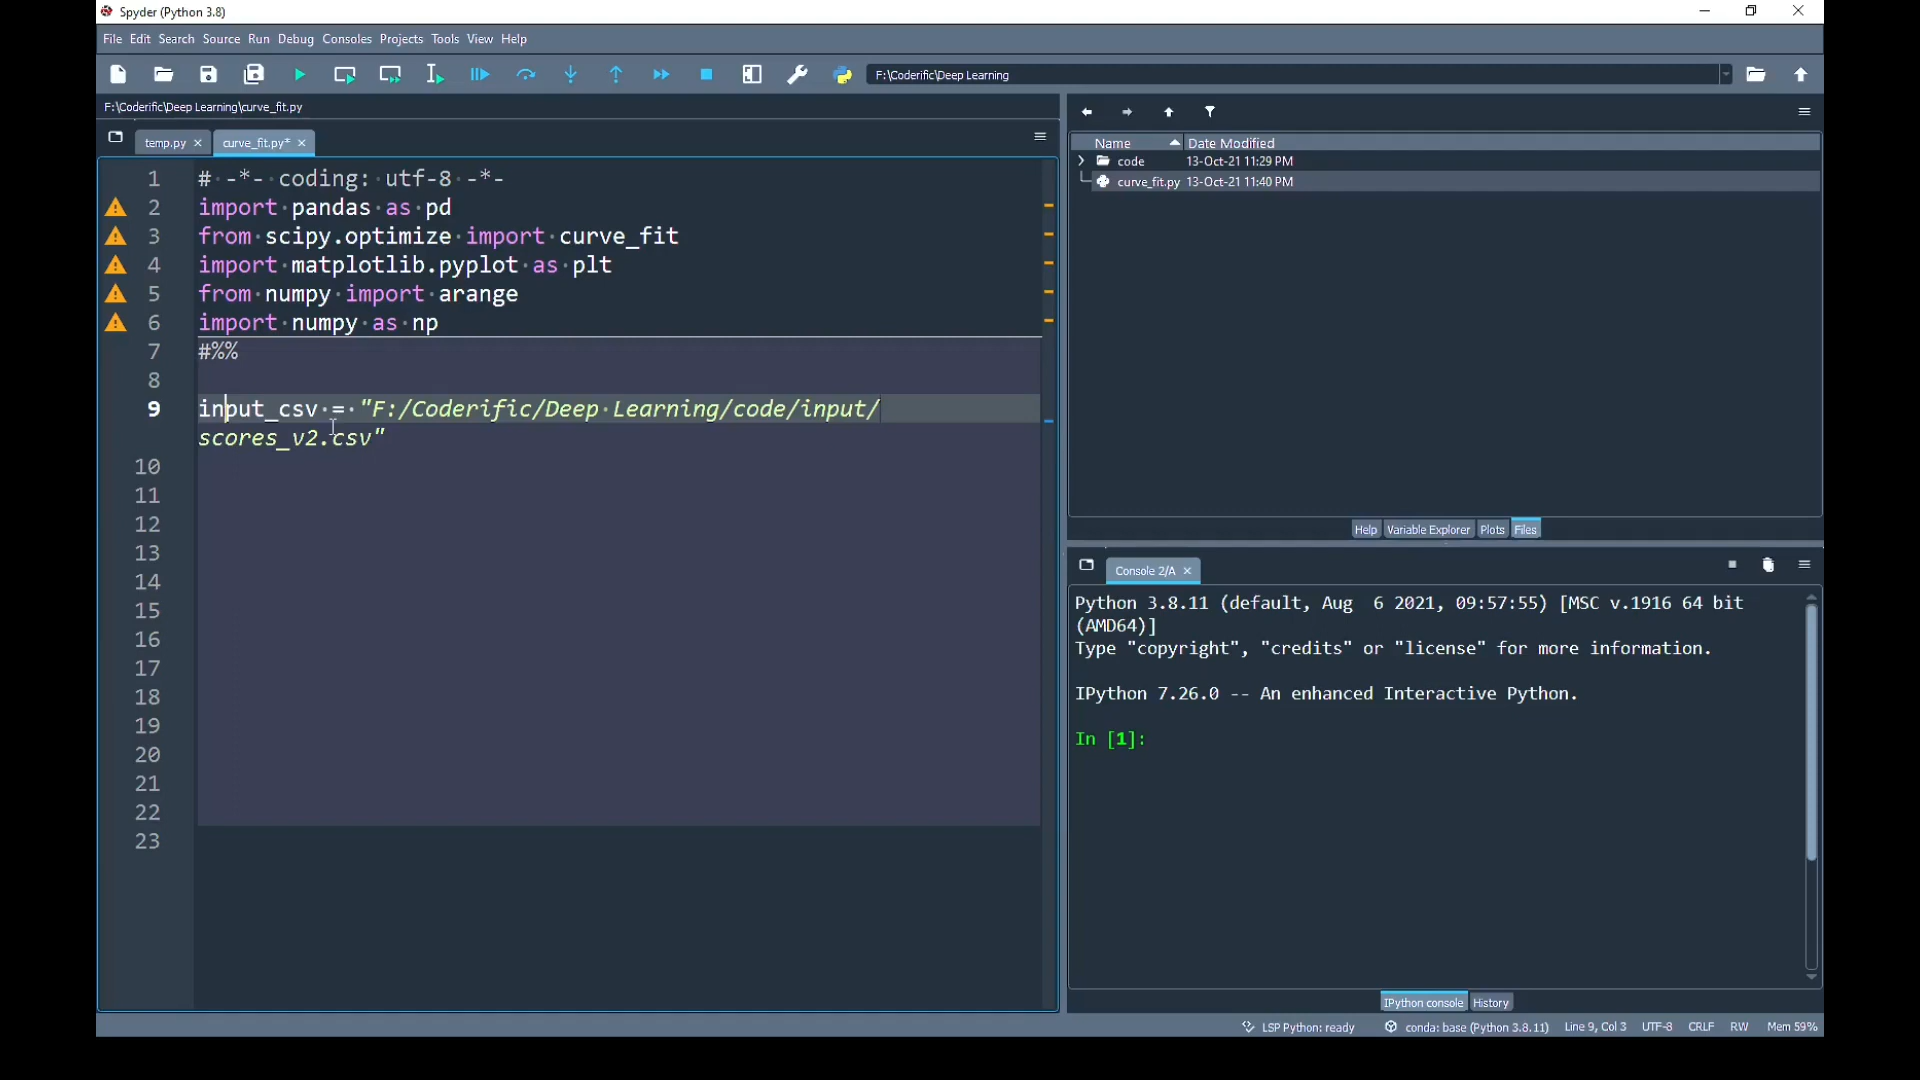 Spyder (Python 3.8)
File Edit Search Source Run Debug Consoles Projects Tools View Help
F:\Coderific\Deep Learning
F:\Coderific\Deep Learning\curve_fit.py
temp.py
curve_fit.py*
1 # -*- coding: utf-8 -*-
2 import pandas as pd
3 from scipy.optimize import curve_fit
4 import matplotlib.pyplot as plt
5 from numpy import arange
6 import numpy as np
7 #%%
8
9 input_csv = "F:/Coderific/Deep Learning/code/input/
scores_v2.csv"
10
11
12
13
14
15
16
17
18
19
20
21
22
23
Name Date Modified
code 13-Oct-21 11:29 PM
curve_fit.py 13-Oct-21 11:40 PM
Help Variable Explorer Plots Files
Console 2/A
Python 3.8.11 (default, Aug  6 2021, 09:57:55) [MSC v.1916 64 bit
(AMD64)]
Type "copyright", "credits" or "license" for more information.
IPython 7.26.0 -- An enhanced Interactive Python.
In [1]:
IPython console History
LSP Python: ready conda: base (Python 3.8.11) Line 9, Col 3 UTF-8 CRLF RW Mem 59%